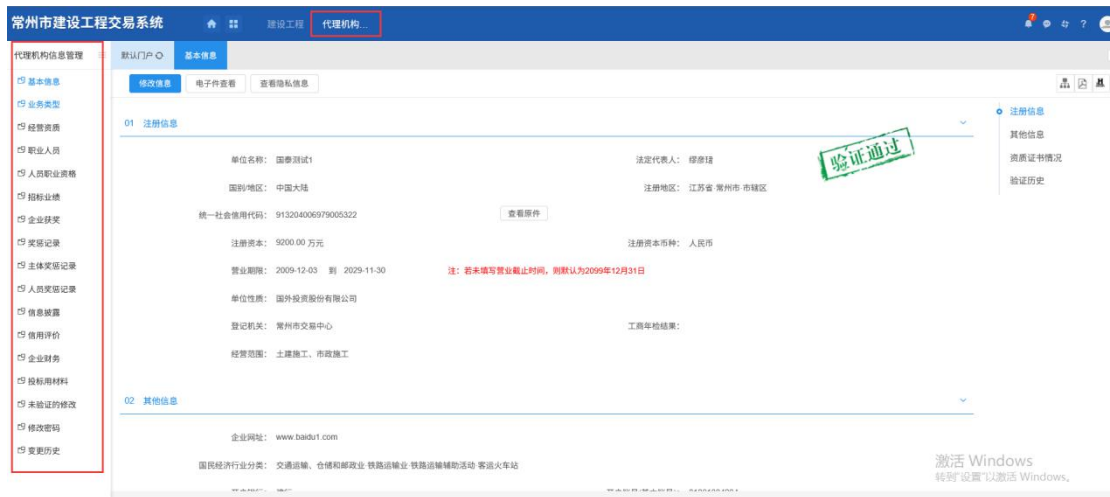 常州市建设工程交易系统 建设工程 代理机构... 2
代理机构信息管理 默认门户 基本信息
基本信息
业务类型
经营资质
职业人员
人员职业资格
招标业绩
企业获奖
奖惩记录
主体奖惩记录
人员奖惩记录
信息披露
信用评价
企业财务
投标用材料
未验证的修改
修改密码
变更历史
修改信息 电子件查看 查看隐私信息
01 注册信息
验证通过
单位名称: 国泰测试1 法定代表人: 缪彦
国别/地区: 中国大陆 注册地区: 江苏省·常州市·市辖区
统一社会信用代码: 913204006979005322 查看原件
注册资本: 9200.00 万元 注册资本币种: 人民币
营业期限: 2009-12-03 到 2029-11-30 注：若未填写营业截止时间，则默认为2099年12月31日
单位性质: 国外投资股份有限公司
登记机关: 常州市交易中心 工商年检结果:
经营范围: 土建施工、市政施工
02 其他信息
企业网址: www.baidu1.com
国民经济行业分类: 交通运输、仓储和邮政业·铁路运输业·铁路运输辅助活动·客运火车站
注册信息
其他信息
资质证书情况
验证历史
激活 Windows
转到"设置"以激活 Windows。